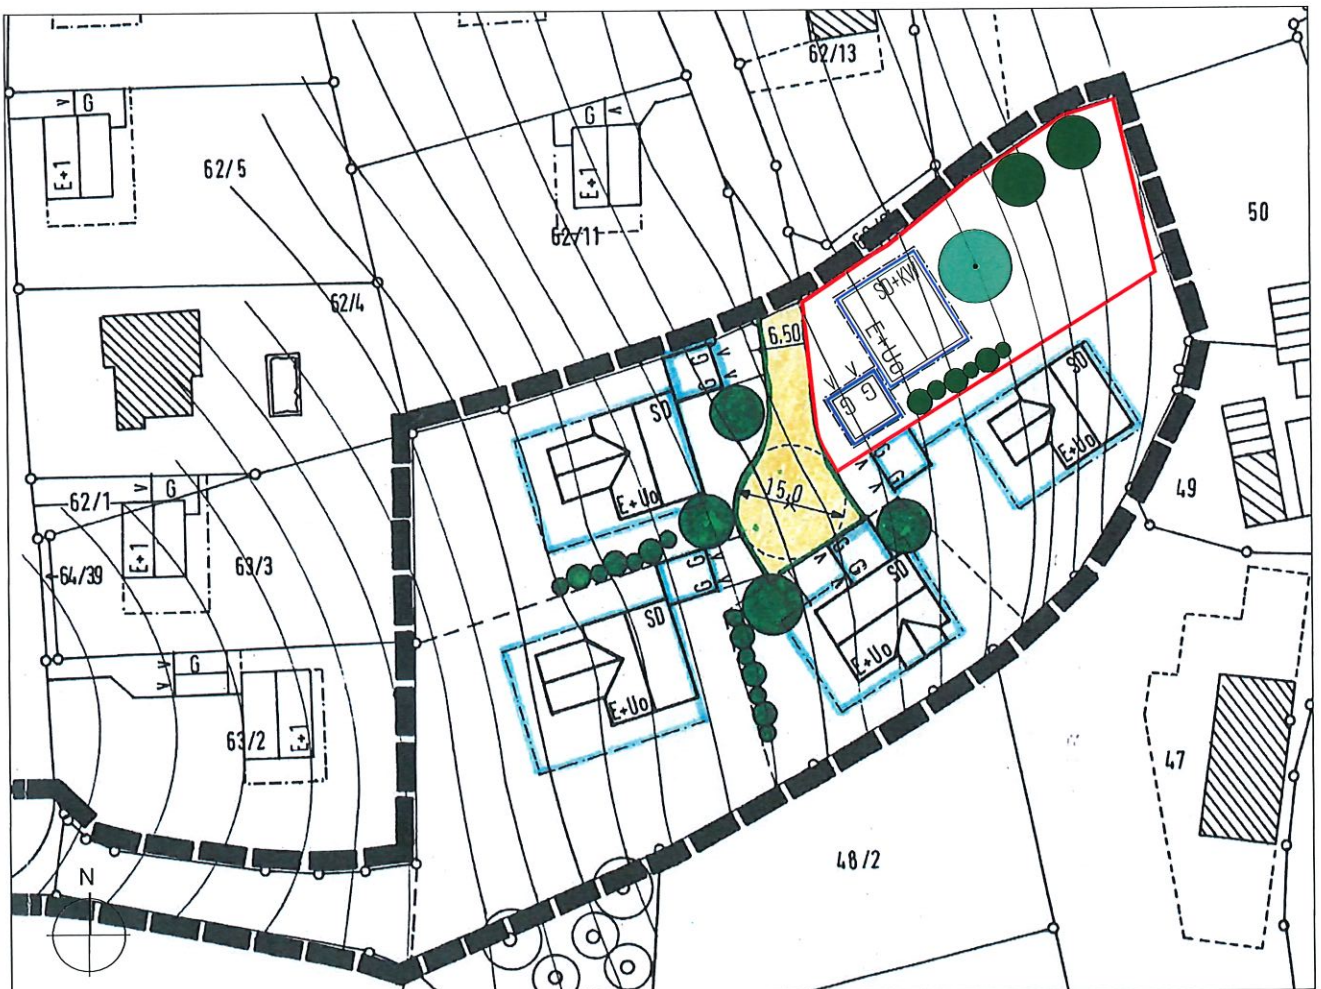 62/13
V G
E+1
62/5
G V
E+1
62/11
50
62/4
SD+KW
E+Uo
6,50
G V
G V
SD
E+Uo
V V
G G
SD
E+Uo
G V
G V
15,0
49
62/1
V G
E+1
63/3
64/39
G V
G V
SD
E+Uo
G V
G V
SD
E+Uo
V G
V
E+1
63/2
47
48/2
N